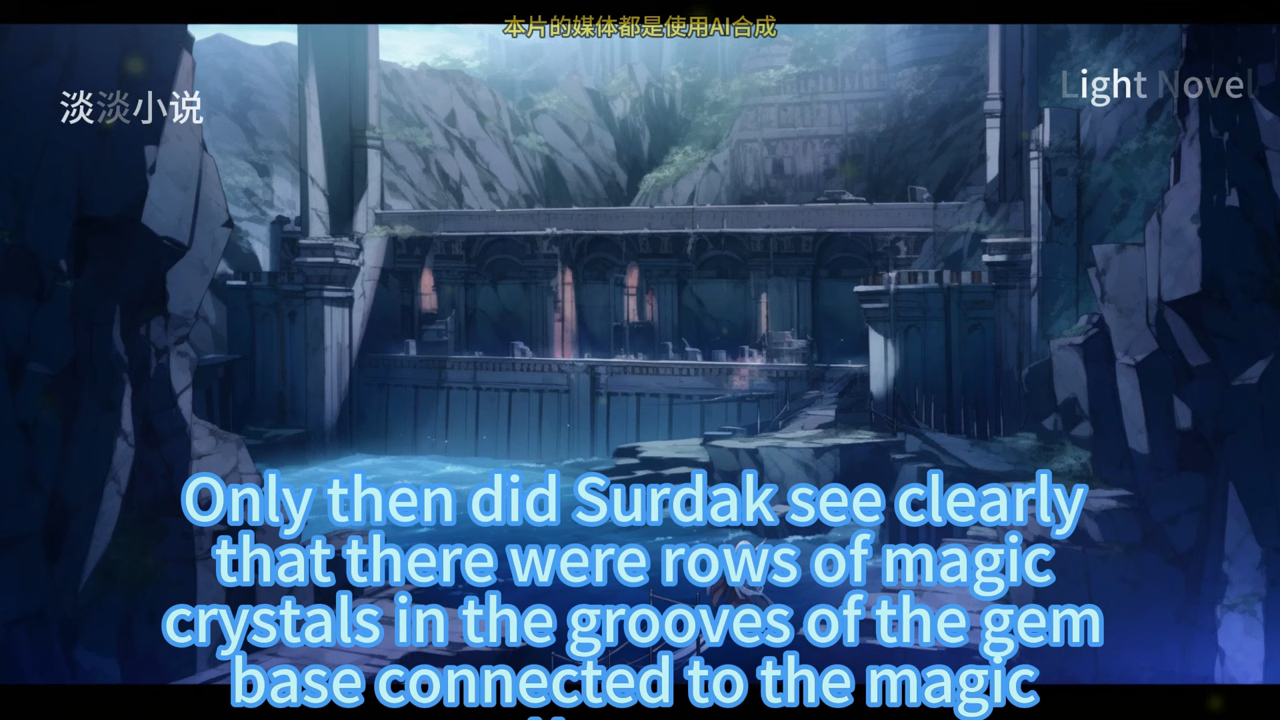 本片的媒体都是使用AI合成
淡淡小说
Light Novel
Only then did Surdak see clearly
that there were rows of magic
crystals in the grooves of the gem
base connected to the magic